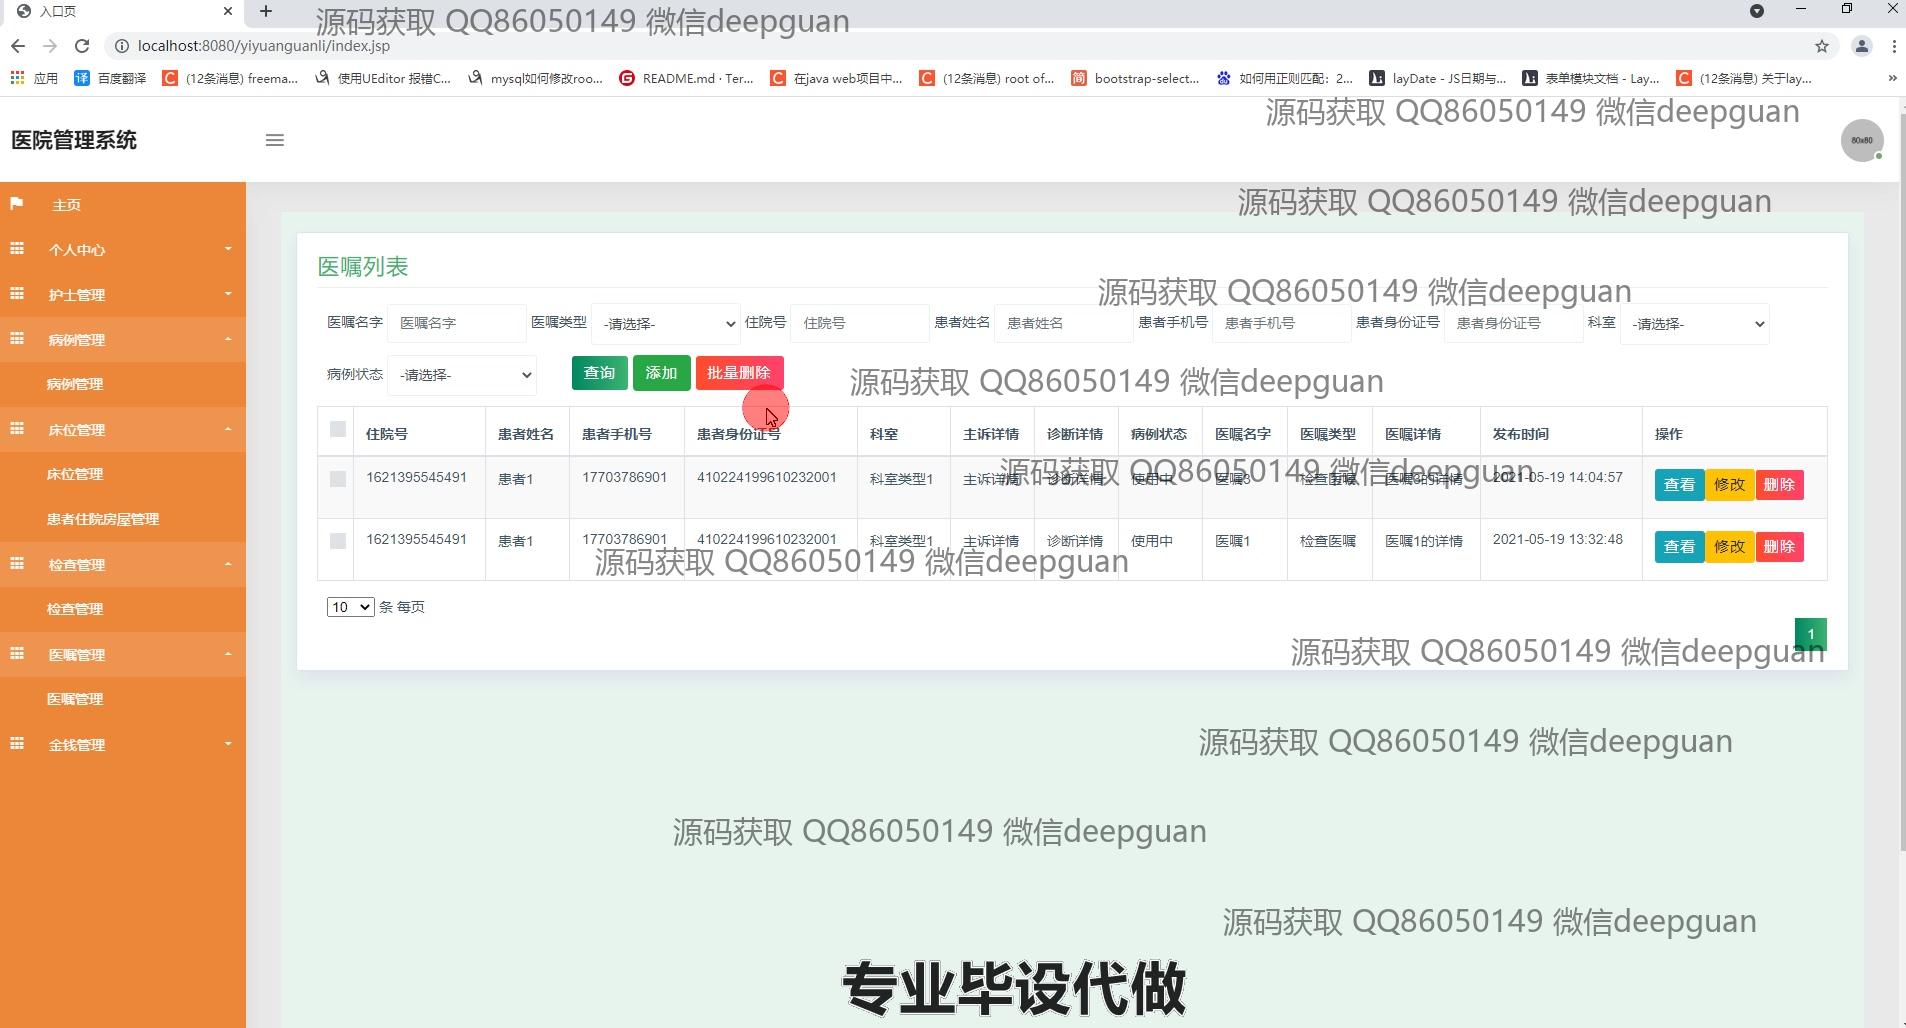 入口页
源码获取 QQ86050149 微信deepguan
localhost:8080/yiyuanguanli/index.jsp
应用 百度翻译 (12条消息) freema... 使用UEditor 报错C... mysql如何修改roo... README.md · Ter... 在java web项目中... (12条消息) root of... bootstrap-select... 如何用正则匹配：2... layDate - JS日期与... 表单模块文档 - Lay... (12条消息) 关于lay...
源码获取 QQ86050149 微信deepguan
医院管理系统
80x80
源码获取 QQ86050149 微信deepguan
主页
个人中心
护士管理
病例管理
病例管理
床位管理
床位管理
患者住院房屋管理
检查管理
检查管理
医嘱管理
医嘱管理
金钱管理
医嘱列表
源码获取 QQ86050149 微信deepguan
医嘱名字 医嘱名字 医嘱类型 -请选择- 住院号 住院号 患者姓名 患者姓名 患者手机号 患者手机号 患者身份证号 患者身份证号 科室 -请选择-
病例状态 -请选择- 查询 添加 批量删除
源码获取 QQ86050149 微信deepguan
住院号 患者姓名 患者手机号 患者身份证号 科室 主诉详情 诊断详情 病例状态 医嘱名字 医嘱类型 医嘱详情 发布时间 操作
源码获取 QQ86050149 微信deepguan
1621395545491 患者1 17703786901 410224199610232001 科室类型1 主诉详情 诊断详情 使用中 医嘱3 检查医嘱 医嘱3的详情 2021-05-19 14:04:57 查看 修改 删除
1621395545491 患者1 17703786901 410224199610232001 科室类型1 主诉详情 诊断详情 使用中 医嘱1 检查医嘱 医嘱1的详情 2021-05-19 13:32:48 查看 修改 删除
源码获取 QQ86050149 微信deepguan
10 条 每页
1
源码获取 QQ86050149 微信deepguan
源码获取 QQ86050149 微信deepguan
源码获取 QQ86050149 微信deepguan
源码获取 QQ86050149 微信deepguan
专业毕设代做